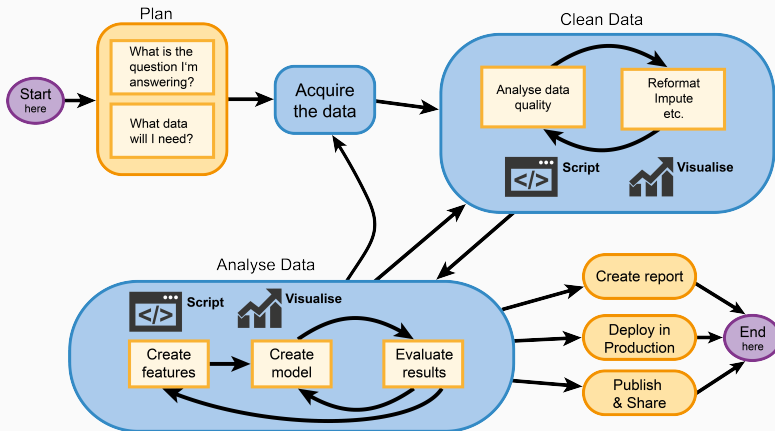 Plan
Clean Data
What is the
question I'm
answering?
What data
will I need?
Start
here
Acquire
the data
Analyse data
quality
Reformat
Impute
etc.
</>
Script
Visualise
Analyse Data
</>
Script
Visualise
Create
features
Create
model
Evaluate
results
Create report
Deploy in
Production
Publish
& Share
End
here